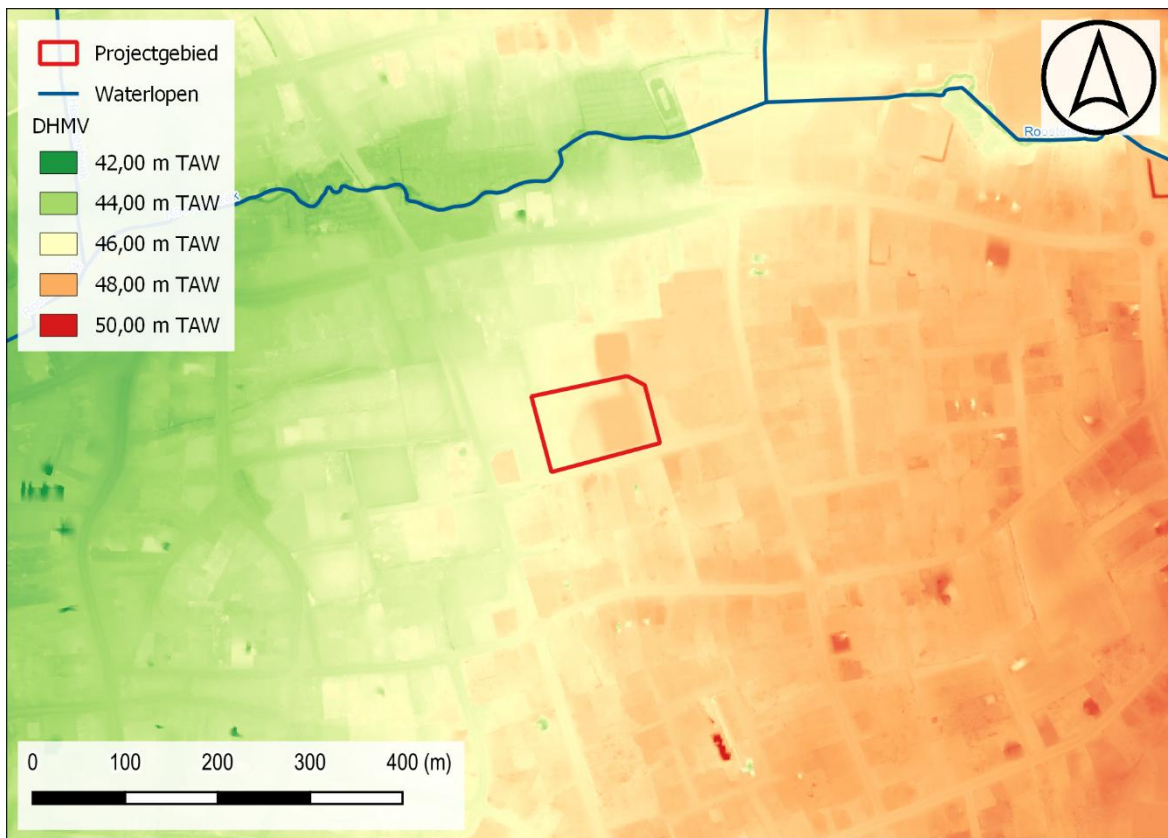 Projectgebied
Waterlopen
DHMV
42,00 m TAW
44,00 m TAW
46,00 m TAW
48,00 m TAW
50,00 m TAW
0 100 200 300 400 (m)